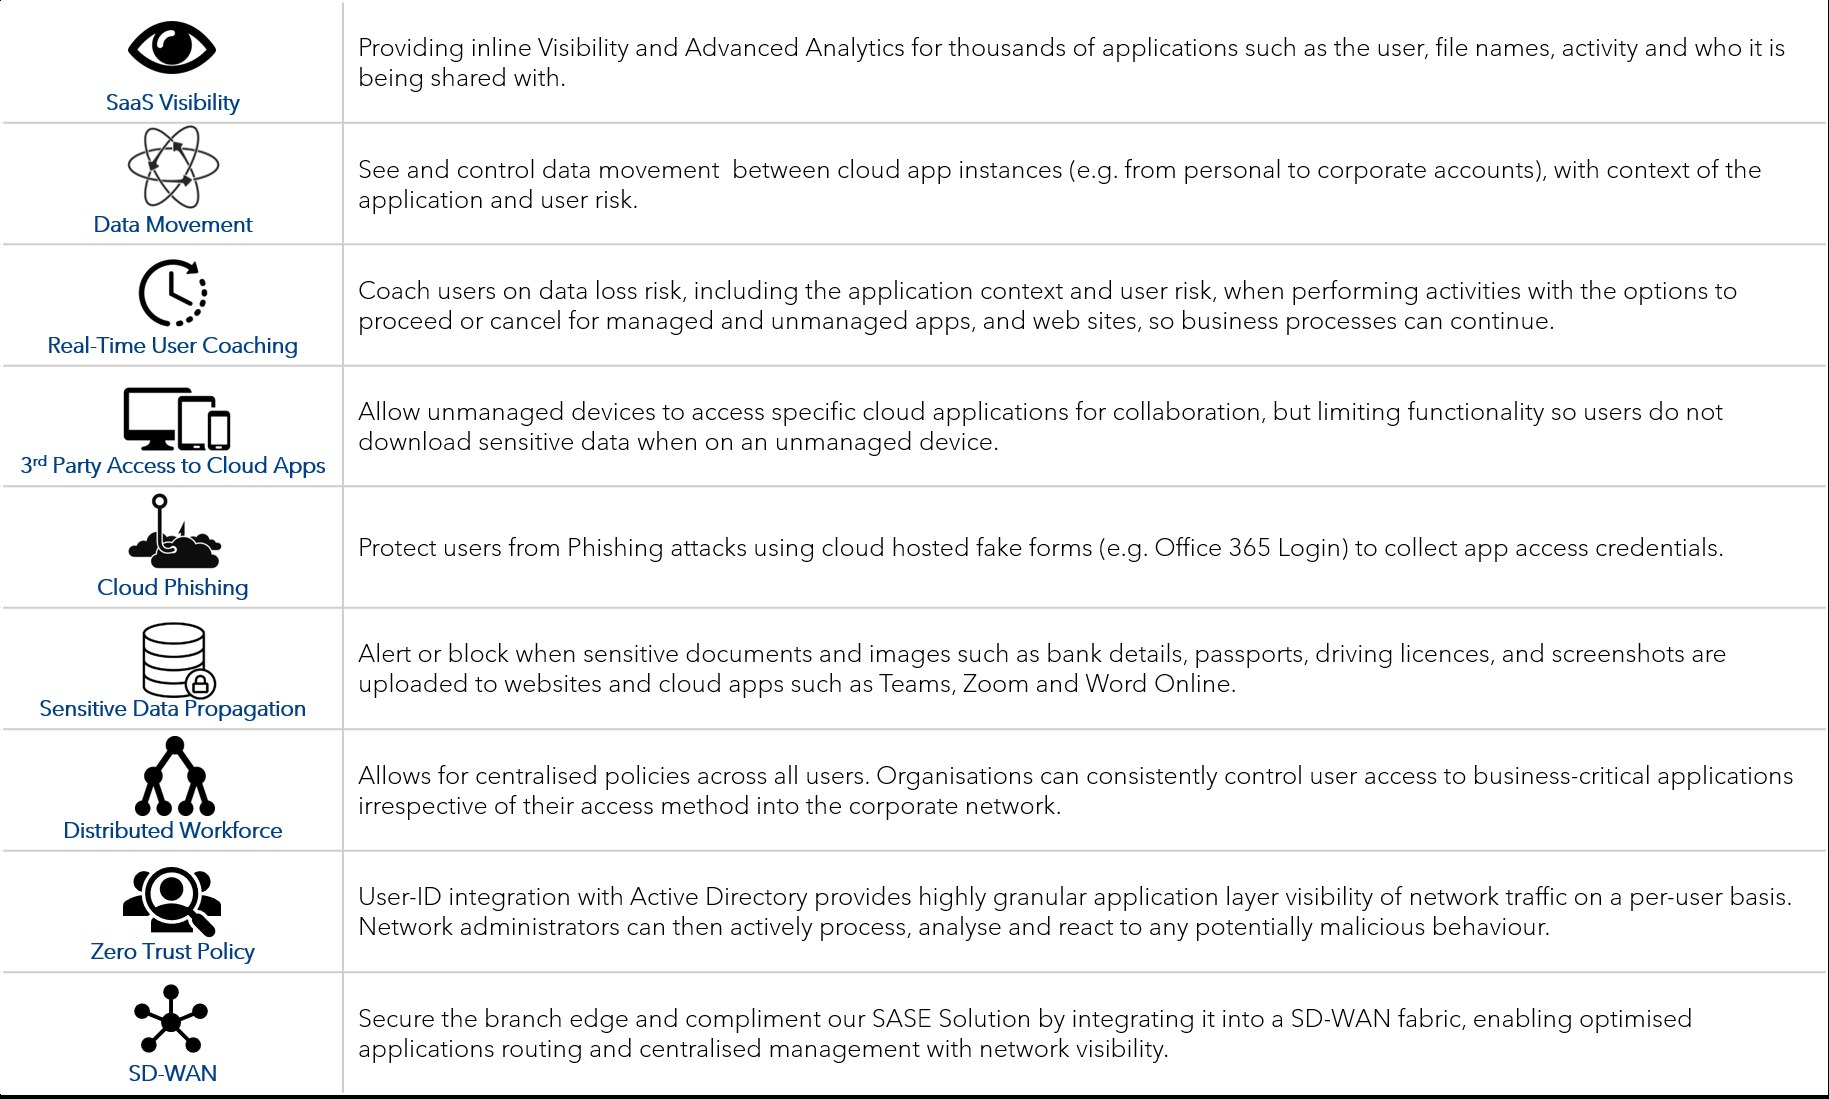 Providing inline Visibility and Advanced Analytics for thousands of applications such as the user, file names, activity and who it is
being shared with.
SaaS Visibility
See and control data movement  between cloud app instances (e.g. from personal to corporate accounts), with context of the
application and user risk.
Data Movement
Coach users on data loss risk, including the application context and user risk, when performing activities with the options to
proceed or cancel for managed and unmanaged apps, and web sites, so business processes can continue.
Real-Time User Coaching
Allow unmanaged devices to access specific cloud applications for collaboration, but limiting functionality so users do not
download sensitive data when on an unmanaged device.
3rd Party Access to Cloud Apps
Protect users from Phishing attacks using cloud hosted fake forms (e.g. Office 365 Login) to collect app access credentials.
Cloud Phishing
Alert or block when sensitive documents and images such as bank details, passports, driving licences, and screenshots are
uploaded to websites and cloud apps such as Teams, Zoom and Word Online.
Sensitive Data Propagation
Allows for centralised policies across all users. Organisations can consistently control user access to business-critical applications
irrespective of their access method into the corporate network.
Distributed Workforce
User-ID integration with Active Directory provides highly granular application layer visibility of network traffic on a per-user basis.
Network administrators can then actively process, analyse and react to any potentially malicious behaviour.
Zero Trust Policy
Secure the branch edge and compliment our SASE Solution by integrating it into a SD-WAN fabric, enabling optimised
applications routing and centralised management with network visibility.
SD-WAN